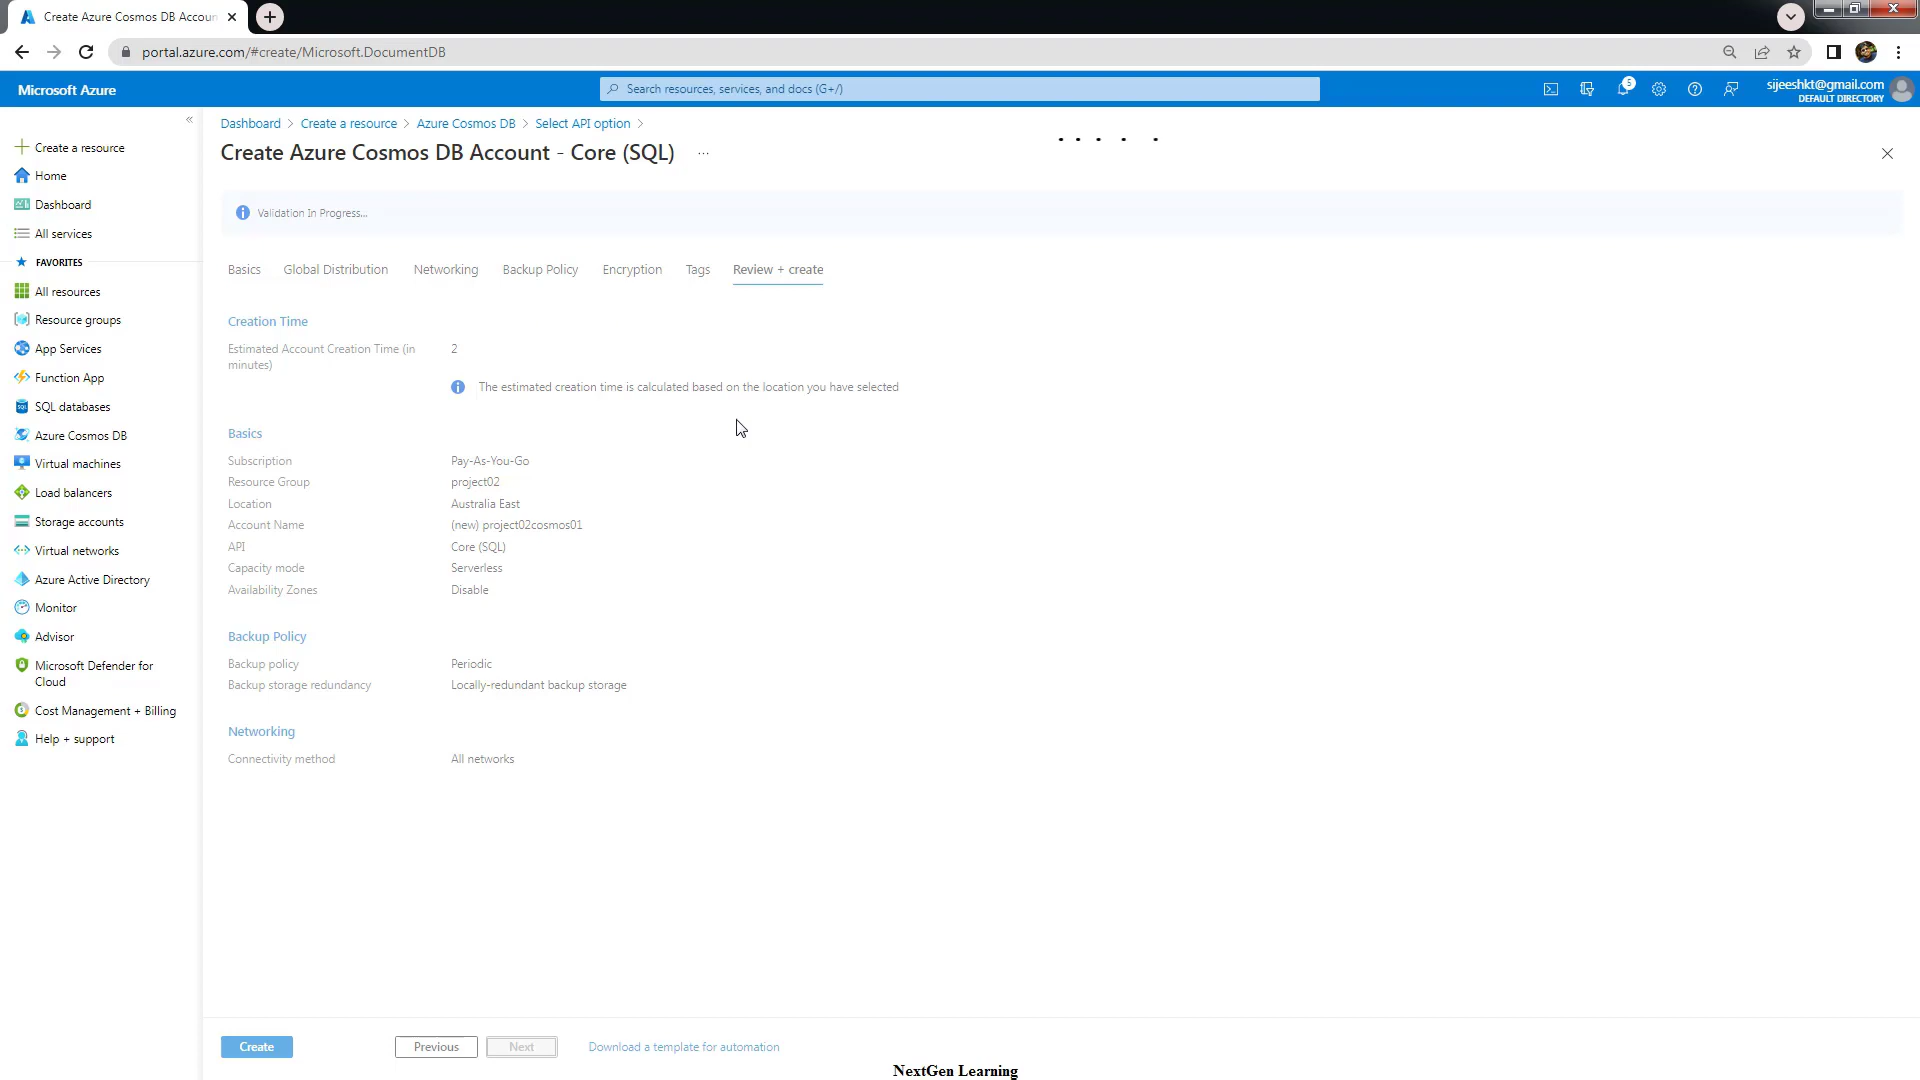 Create Azure Cosmos DB Accoun
portal.azure.com/#create/Microsoft.DocumentDB
Microsoft Azure
Search resources, services, and docs (G+/)
5
sijeeshkt@gmail.com
DEFAULT DIRECTORY
Create a resource
Home
Dashboard
All services
FAVORITES
All resources
Resource groups
App Services
Function App
SQL databases
Azure Cosmos DB
Virtual machines
Load balancers
Storage accounts
Virtual networks
Azure Active Directory
Monitor
Advisor
Microsoft Defender for
Cloud
Cost Management + Billing
Help + support
Dashboard > Create a resource > Azure Cosmos DB > Select API option >
Create Azure Cosmos DB Account - Core (SQL) ...
Validation In Progress...
Basics Global Distribution Networking Backup Policy Encryption Tags Review + create
Creation Time
Estimated Account Creation Time (in 2
minutes)
The estimated creation time is calculated based on the location you have selected
Basics
Subscription Pay-As-You-Go
Resource Group project02
Location Australia East
Account Name (new) project02cosmos01
API Core (SQL)
Capacity mode Serverless
Availability Zones Disable
Backup Policy
Backup policy Periodic
Backup storage redundancy Locally-redundant backup storage
Networking
Connectivity method All networks
Create Previous Next Download a template for automation
NextGen Learning